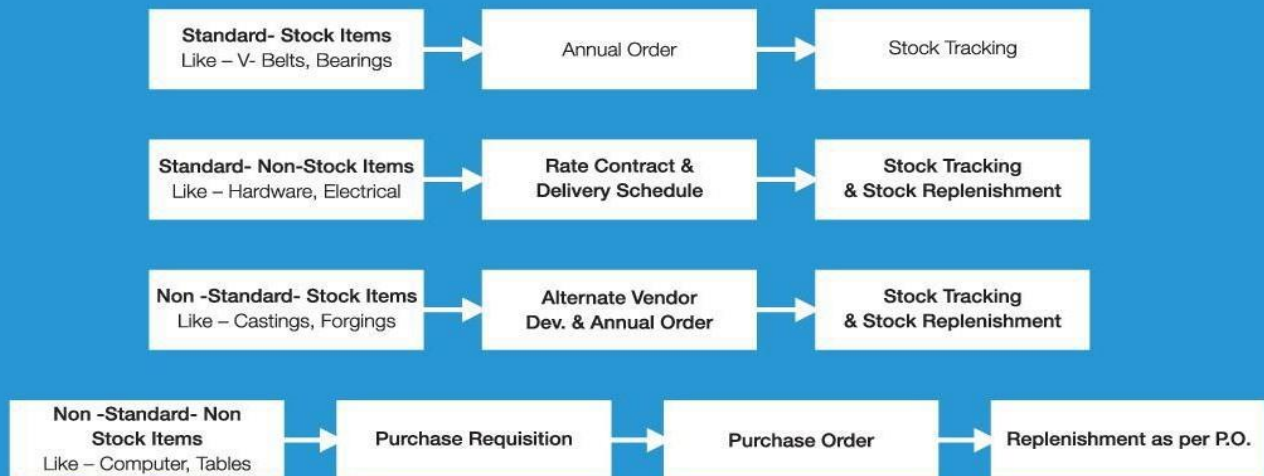 Standard- Stock Items
Like – V- Belts, Bearings
Annual Order
Stock Tracking
Standard- Non-Stock Items
Like – Hardware, Electrical
Rate Contract &
Delivery Schedule
Stock Tracking
& Stock Replenishment
Non -Standard- Stock Items
Like – Castings, Forgings
Alternate Vendor
Dev. & Annual Order
Stock Tracking
& Stock Replenishment
Non -Standard- Non
Stock Items
Like – Computer, Tables
Purchase Requisition
Purchase Order
Replenishment as per P.O.